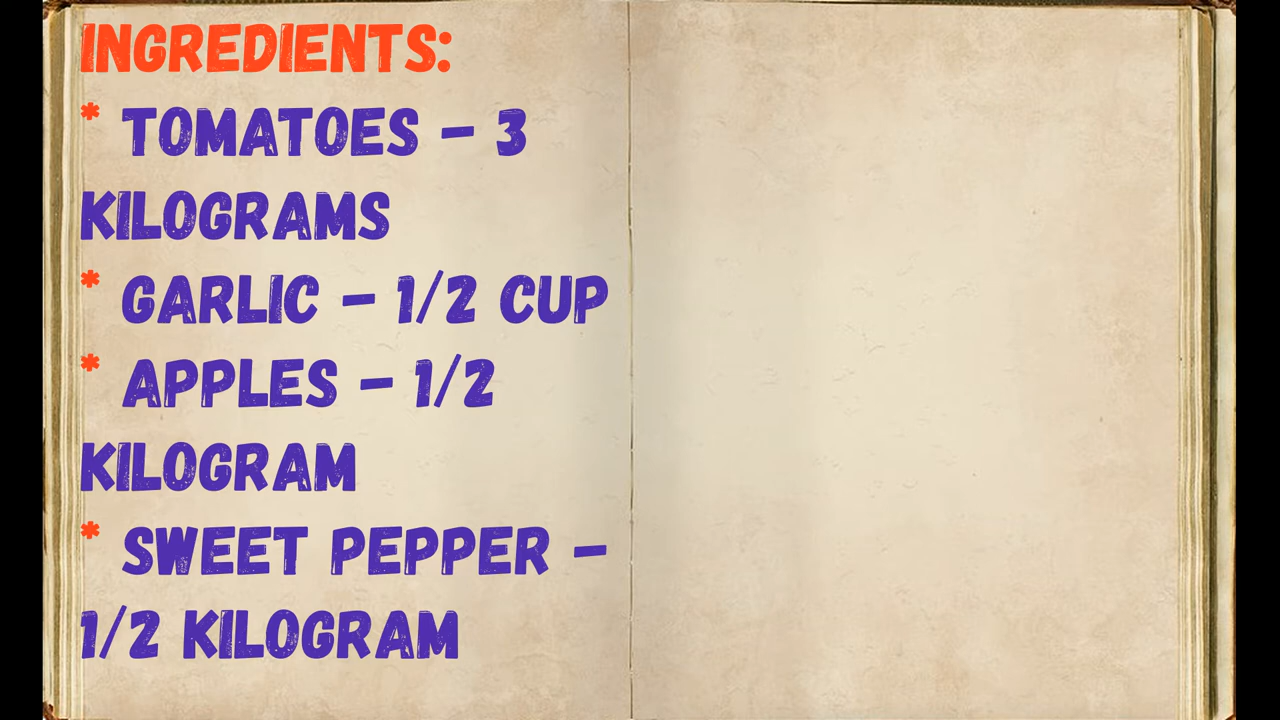 INGREDIENTS:
* TOMATOES – 3
KILOGRAMS
* GARLIC – 1/2 CUP
* APPLES – 1/2
KILOGRAM
* SWEET PEPPER –
1/2 KILOGRAM